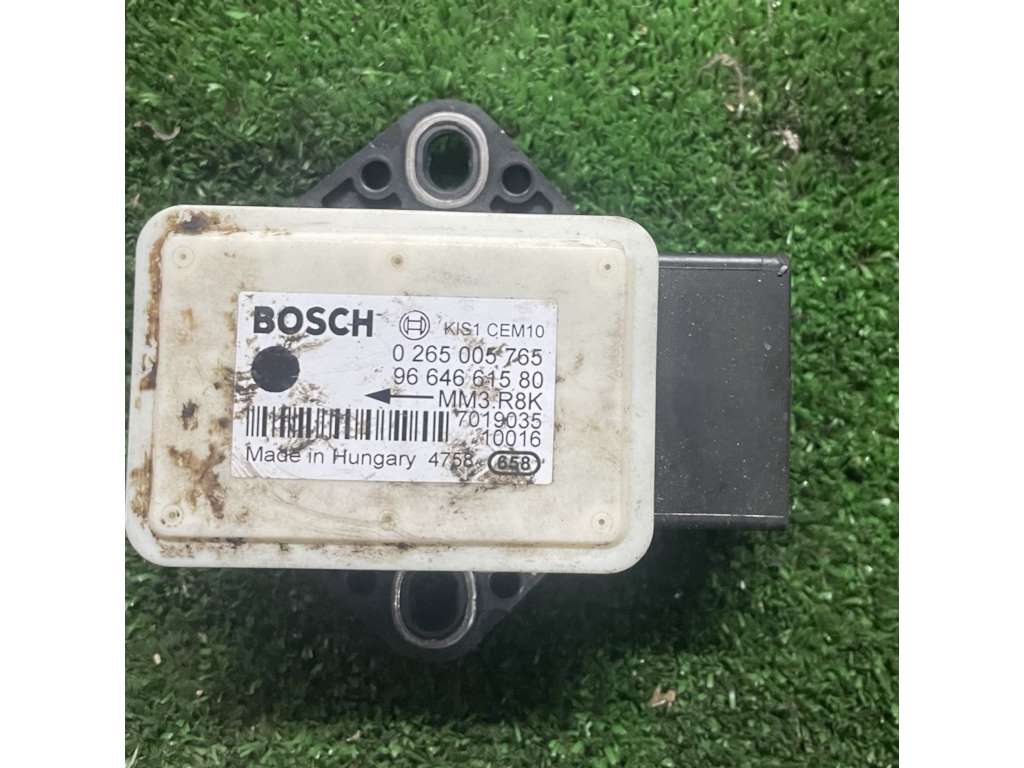 BOSCH KIS1 CEM10
0 265 005 765
96 646 615 80
MM3.R8K
7019035
10016
Made in Hungary 4758 658